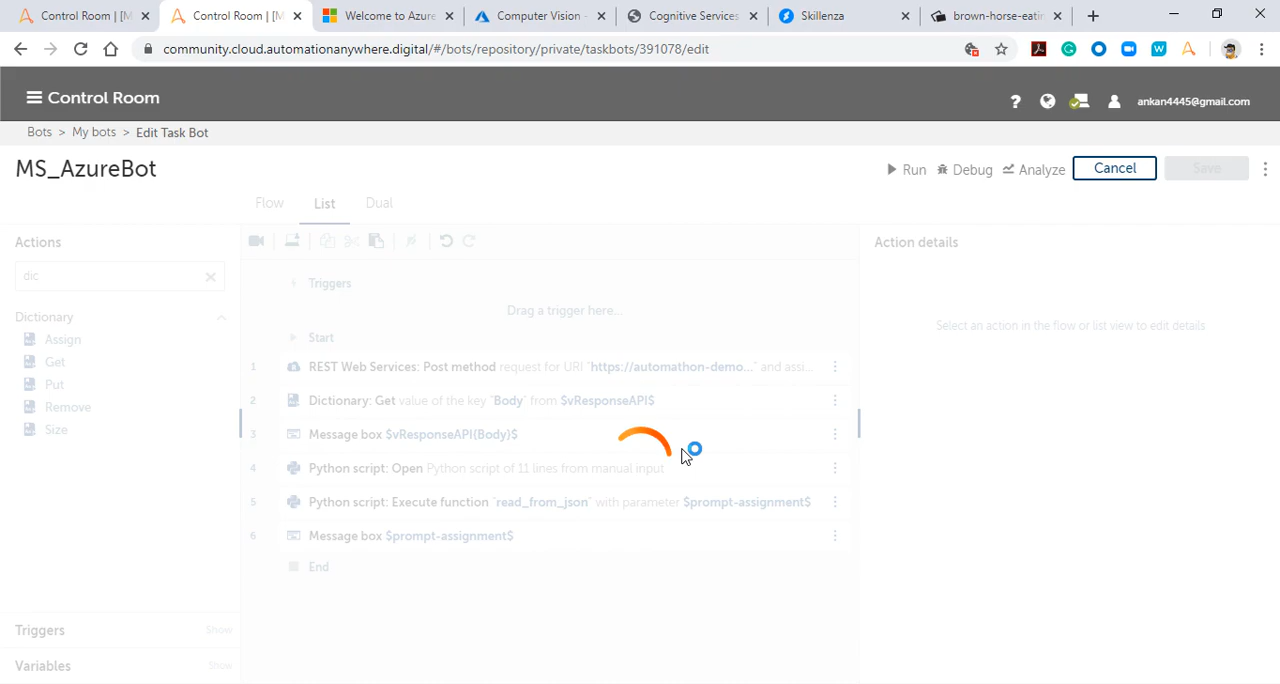 Control Room | [M
Control Room | [M
Welcome to Azure
Computer Vision -
Cognitive Services
Skillenza
brown-horse-eatin
community.cloud.automationanywhere.digital/#/bots/repository/private/taskbots/391078/edit
Control Room
ankan4445@gmail.com
Bots > My bots > Edit Task Bot
MS_AzureBot
Run Debug Analyze Cancel Save
Flow List Dual
Actions
dic
Dictionary
Assign
Get
Put
Remove
Size
Triggers Show
Variables Show
Triggers
Drag a trigger here...
Start
1 REST Web Services: Post method request for URI "https://automathon-demo..." and assi...
2 Dictionary: Get value of the key "Body" from $vResponseAPI$
3 Message box $vResponseAPI{Body}$
4 Python script: Open Python script of 11 lines from manual input
5 Python script: Execute function "read_from_json" with parameter $prompt-assignment$
6 Message box $prompt-assignment$
End
Action details
Select an action in the flow or list view to edit details